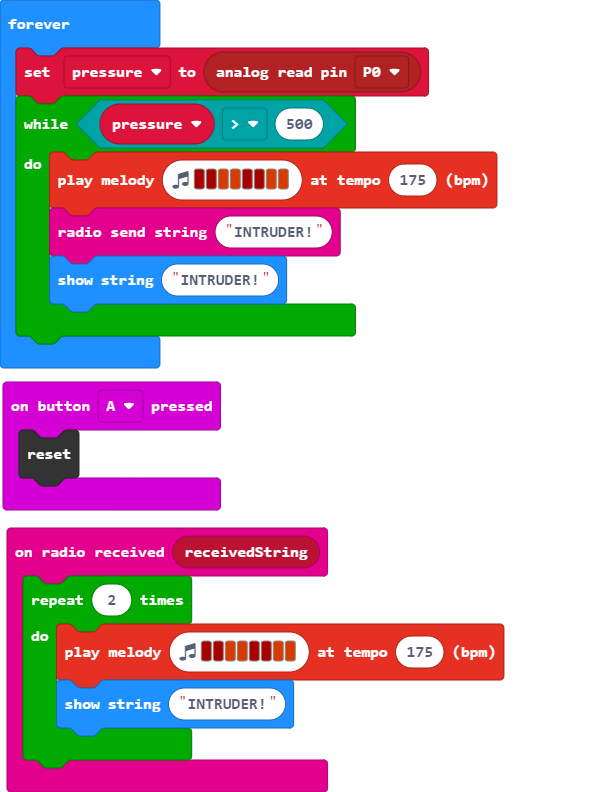 forever
set pressure to analog read pin P0
while pressure > 500
do
play melody at tempo 175 (bpm)
radio send string "INTRUDER!"
show string "INTRUDER!"
on button A pressed
reset
on radio received receivedString
repeat 2 times
do
play melody at tempo 175 (bpm)
show string "INTRUDER!"